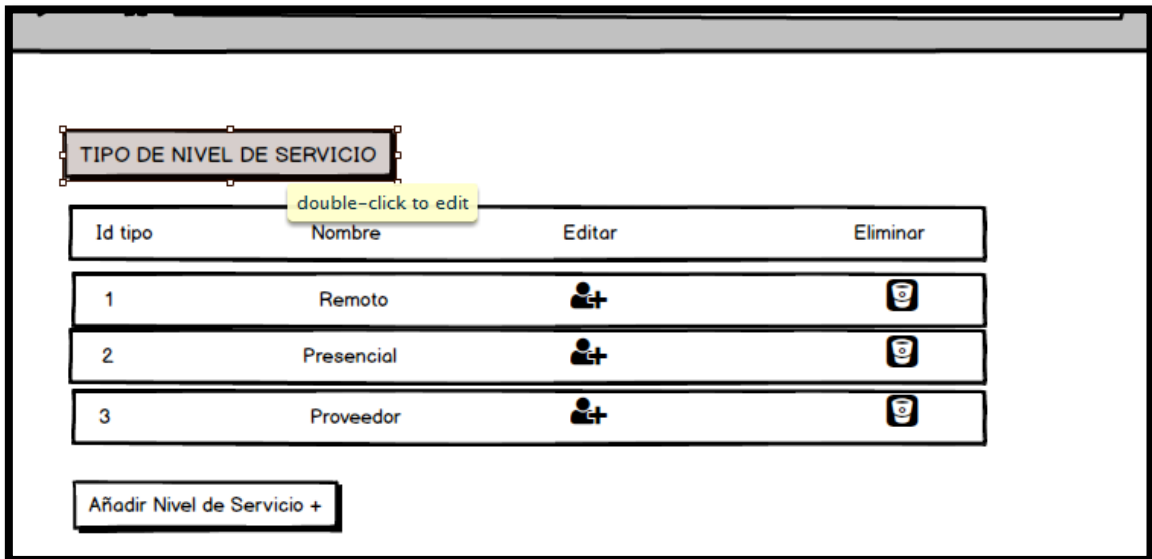 TIPO DE NIVEL DE SERVICIO
double-click to edit
Id tipo Nombre Editar Eliminar
1 Remoto
2 Presencial
3 Proveedor
Añadir Nivel de Servicio +